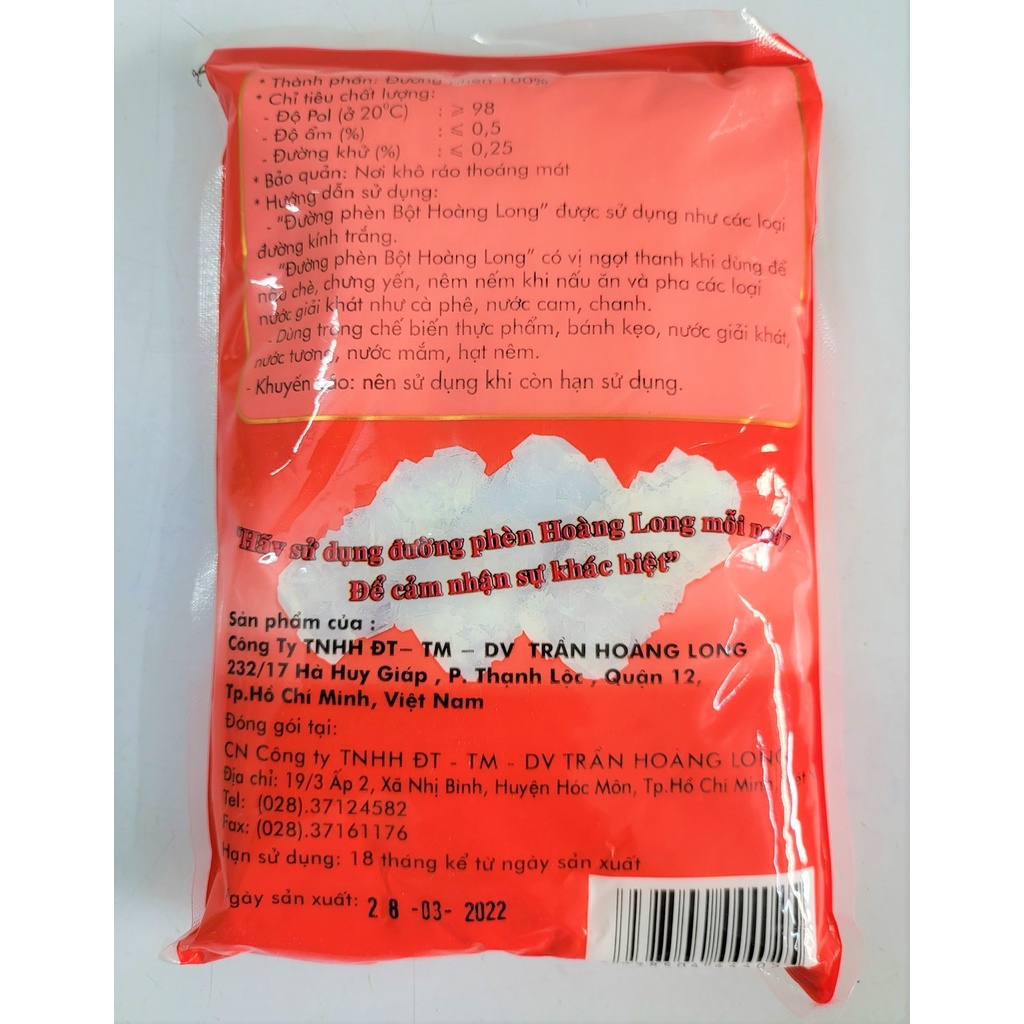 * Thành phần: Đường phèn 100%
* Chỉ tiêu chất lượng:
- Độ Pol (ở 20⁰C) : ⩾ 98
- Độ ẩm (%) : ⩽ 0,5
- Đường khử (%) : ⩽ 0,25
* Bảo quản: Nơi khô ráo thoáng mát
* Hướng dẫn sử dụng:
- "Đường phèn Bột Hoàng Long" được sử dụng như các loại
đường kính trắng.
- "Đường phèn Bột Hoàng Long" có vị ngọt thanh khi dùng để
nấu chè, chưng yến, nêm nếm khi nấu ăn và pha các loại
nước giải khát như cà phê, nước cam, chanh.
- Dùng trong chế biến thực phẩm, bánh kẹo, nước giải khát,
nước tương, nước mắm, hạt nêm.
- Khuyến cáo: nên sử dụng khi còn hạn sử dụng.
"Hãy sử dụng đường phèn Hoàng Long mỗi ngày
Để cảm nhận sự khác biệt"
Sản phẩm của :
Công Ty TNHH ĐT– TM – DV TRẦN HOÀNG LONG
232/17 Hà Huy Giáp , P. Thạnh Lộc , Quận 12,
Tp.Hồ Chí Minh, Việt Nam
Đóng gói tại:
CN Công ty TNHH ĐT - TM - DV TRẦN HOÀNG LONG
Địa chỉ: 19/3 Ấp 2, Xã Nhị Bình, Huyện Hóc Môn, Tp.Hồ Chí Minh
Tel: (028).37124582
Fax: (028).37161176
Hạn sử dụng: 18 tháng kể từ ngày sản xuất
gày sản xuất: 28 -03- 2022